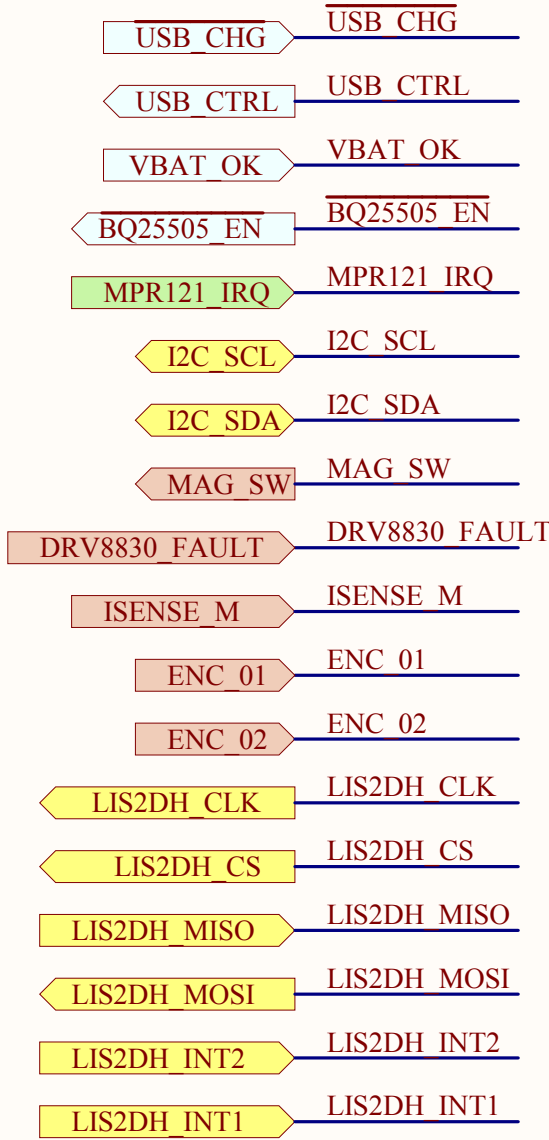 USB_CHG USB_CHG
USB_CTRL USB_CTRL
VBAT_OK VBAT_OK
BQ25505_EN BQ25505_EN
MPR121_IRQ MPR121_IRQ
I2C_SCL I2C_SCL
I2C_SDA I2C_SDA
MAG_SW MAG_SW
DRV8830_FAULT DRV8830_FAULT
ISENSE_M ISENSE_M
ENC_01 ENC_01
ENC_02 ENC_02
LIS2DH_CLK LIS2DH_CLK
LIS2DH_CS LIS2DH_CS
LIS2DH_MISO LIS2DH_MISO
LIS2DH_MOSI LIS2DH_MOSI
LIS2DH_INT2 LIS2DH_INT2
LIS2DH_INT1 LIS2DH_INT1